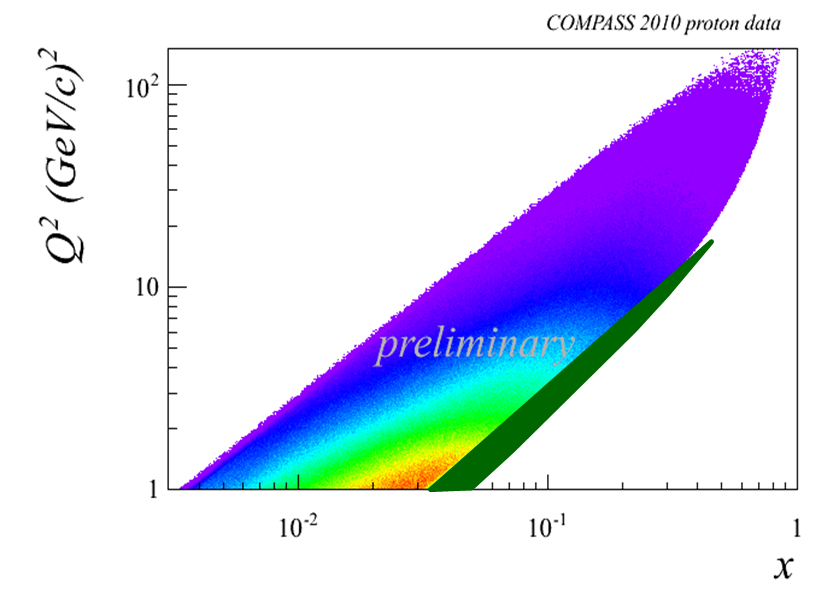 COMPASS 2010 proton data
Q² (GeV/c)²
10²
10
1
preliminary
10⁻² 10⁻¹ 1
x